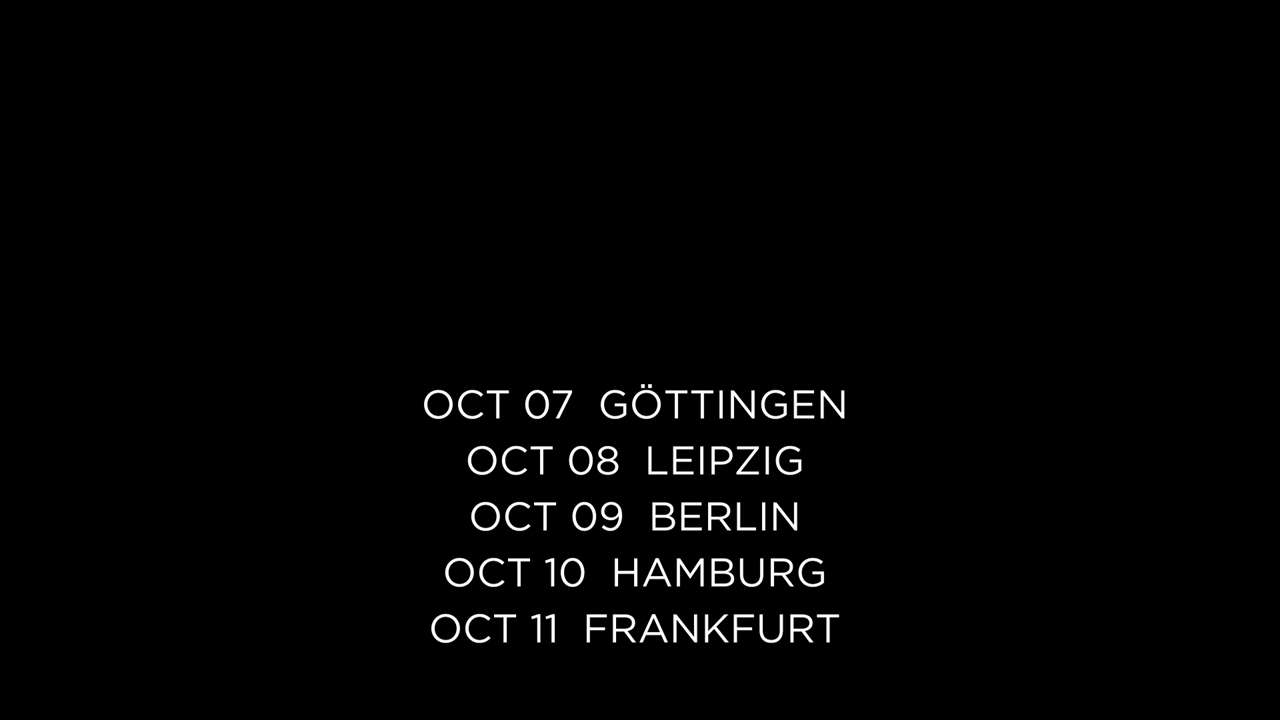 OCT 07 GÖTTINGEN
OCT 08 LEIPZIG
OCT 09 BERLIN
OCT 10 HAMBURG
OCT 11 FRANKFURT